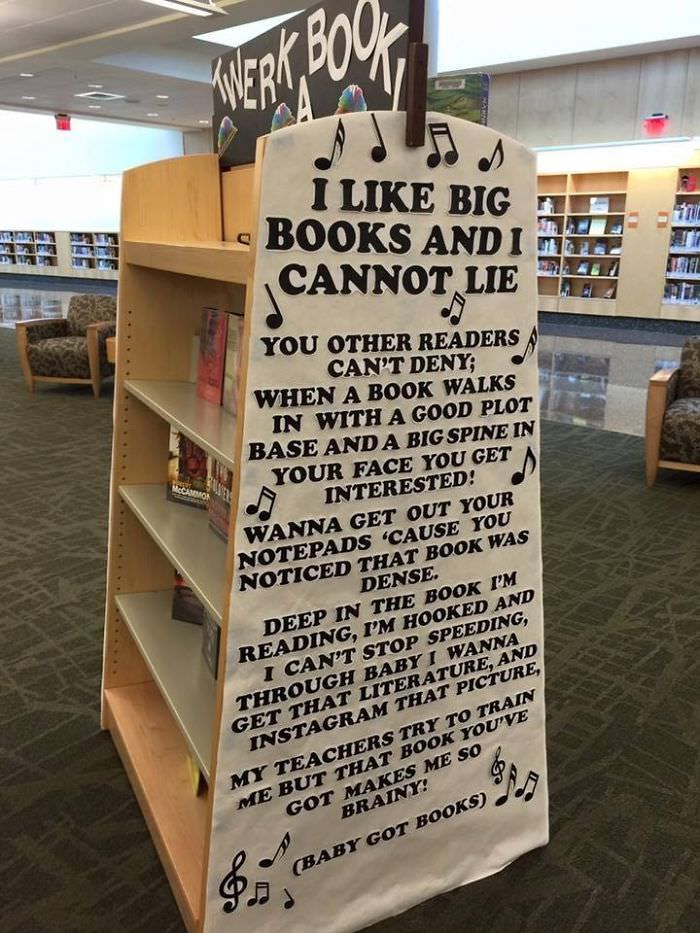 TWERK
A
BOOK!
I LIKE BIG
BOOKS AND I
CANNOT LIE
YOU OTHER READERS
CAN'T DENY;
WHEN A BOOK WALKS
IN WITH A GOOD PLOT
BASE AND A BIG SPINE IN
YOUR FACE YOU GET
INTERESTED!
WANNA GET OUT YOUR
NOTEPADS 'CAUSE YOU
NOTICED THAT BOOK WAS
DENSE.
DEEP IN THE BOOK I'M
READING, I'M HOOKED AND
I CAN'T STOP SPEEDING,
THROUGH BABY I WANNA
GET THAT LITERATURE, AND
INSTAGRAM THAT PICTURE,
MY TEACHERS TRY TO TRAIN
ME BUT THAT BOOK YOU'VE
GOT MAKES ME SO
BRAINY!
(BABY GOT BOOKS)
McCAMMON